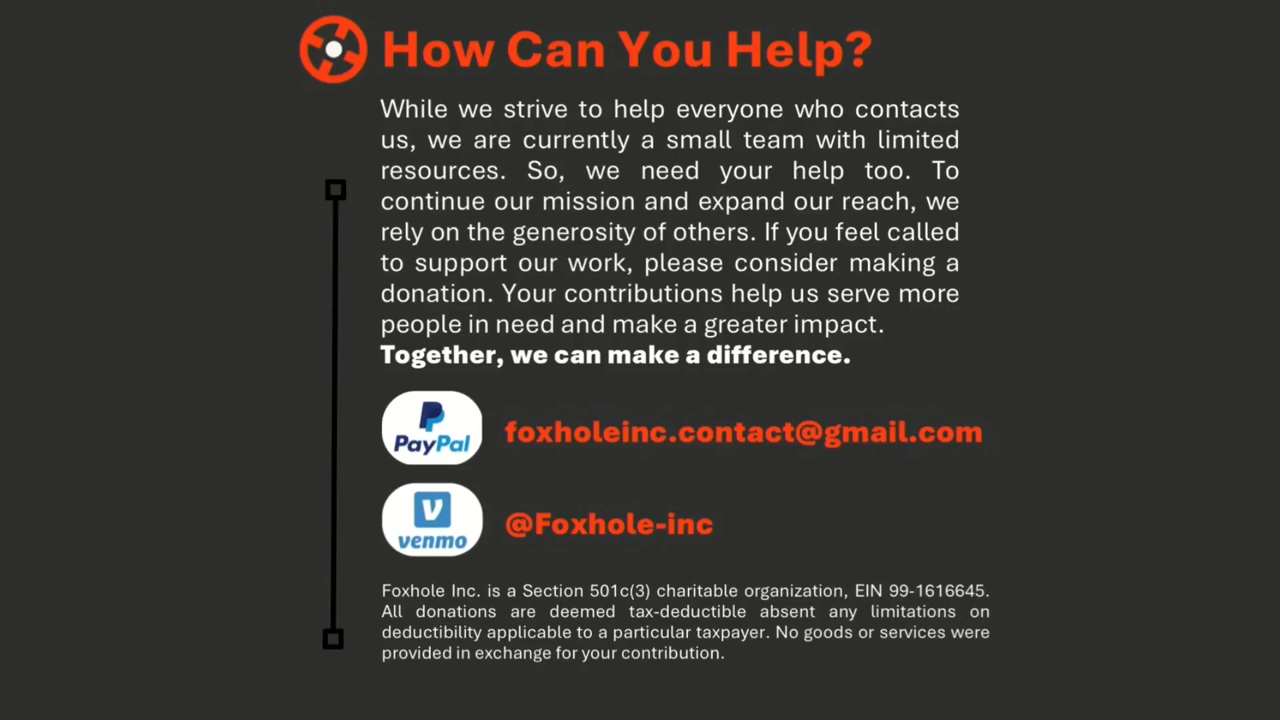 How Can You Help?
While we strive to help everyone who contacts
us, we are currently a small team with limited
resources. So, we need your help too. To
continue our mission and expand our reach, we
rely on the generosity of others. If you feel called
to support our work, please consider making a
donation. Your contributions help us serve more
people in need and make a greater impact.
Together, we can make a difference.
PayPal
foxholeinc.contact@gmail.com
venmo
@Foxhole-inc
Foxhole Inc. is a Section 501c(3) charitable organization, EIN 99-1616645.
All donations are deemed tax-deductible absent any limitations on
deductibility applicable to a particular taxpayer. No goods or services were
provided in exchange for your contribution.